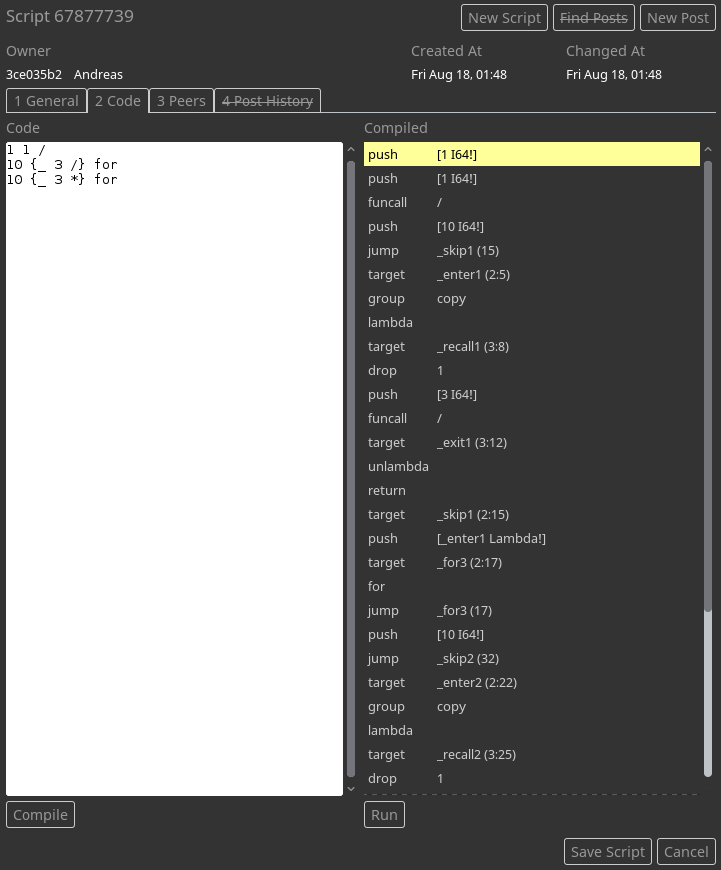 Script 67877739
New Script
Find Posts
New Post
Owner
Created At
Changed At
3ce035b2 Andreas
Fri Aug 18, 01:48
Fri Aug 18, 01:48
1 General
2 Code
3 Peers
4 Post History
Code
1 1 /
10 {_ 3 /} for
10 {_ 3 *} for
Compiled
push [1 I64!]
push [1 I64!]
funcall /
push [10 I64!]
jump _skip1 (15)
target _enter1 (2:5)
group copy
lambda
target _recall1 (3:8)
drop 1
push [3 I64!]
funcall /
target _exit1 (3:12)
unlambda
return
target _skip1 (2:15)
push [_enter1 Lambda!]
target _for3 (2:17)
for
jump _for3 (17)
push [10 I64!]
jump _skip2 (32)
target _enter2 (2:22)
group copy
lambda
target _recall2 (3:25)
drop 1
Compile
Run
Save Script
Cancel